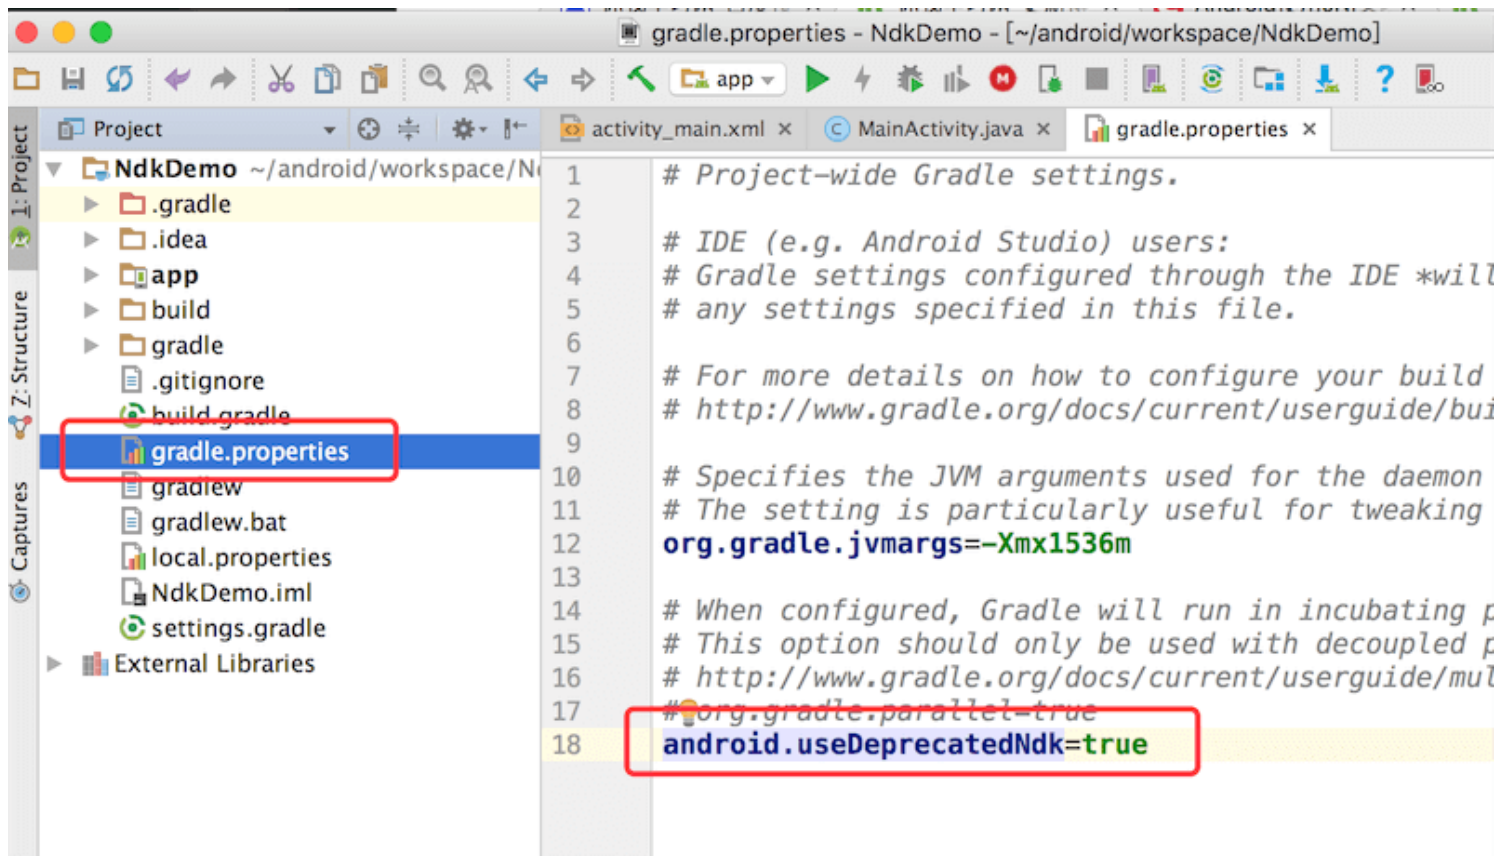 gradle.properties - NdkDemo - [~/android/workspace/NdkDemo]
app
1: Project
Z: Structure
Captures
Project
NdkDemo ~/android/workspace/
.gradle
.idea
app
build
gradle
.gitignore
build.gradle
gradle.properties
gradlew
gradlew.bat
local.properties
NdkDemo.iml
settings.gradle
External Libraries
activity_main.xml
MainActivity.java
gradle.properties
1 # Project-wide Gradle settings.
2
3 # IDE (e.g. Android Studio) users:
4 # Gradle settings configured through the IDE *will
5 # any settings specified in this file.
6
7 # For more details on how to configure your build
8 # http://www.gradle.org/docs/current/userguide/bui
9
10 # Specifies the JVM arguments used for the daemon
11 # The setting is particularly useful for tweaking
12 org.gradle.jvmargs=-Xmx1536m
13
14 # When configured, Gradle will run in incubating p
15 # This option should only be used with decoupled p
16 # http://www.gradle.org/docs/current/userguide/mul
17 # org.gradle.parallel=true
18 android.useDeprecatedNdk=true